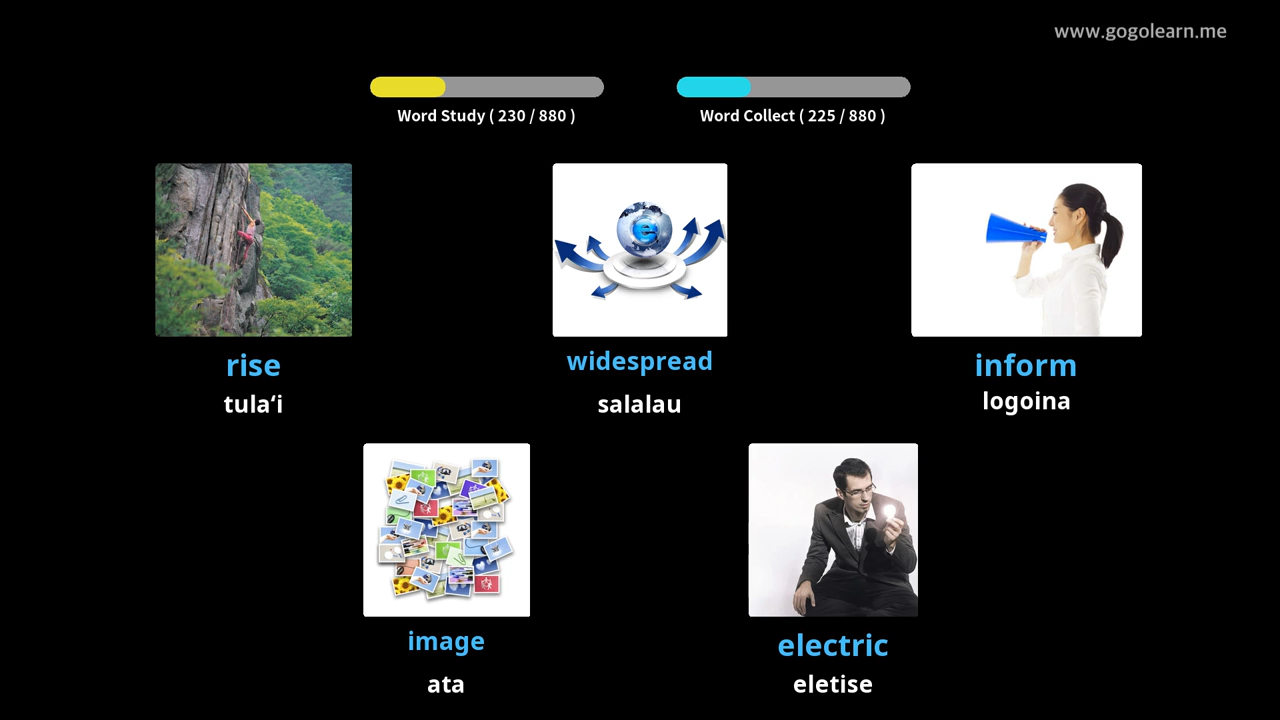 www.gogolearn.me
Word Study ( 230 / 880 )
Word Collect ( 225 / 880 )
e
rise
widespread
inform
tulaʻi
salalau
logoina
image
electric
ata
eletise